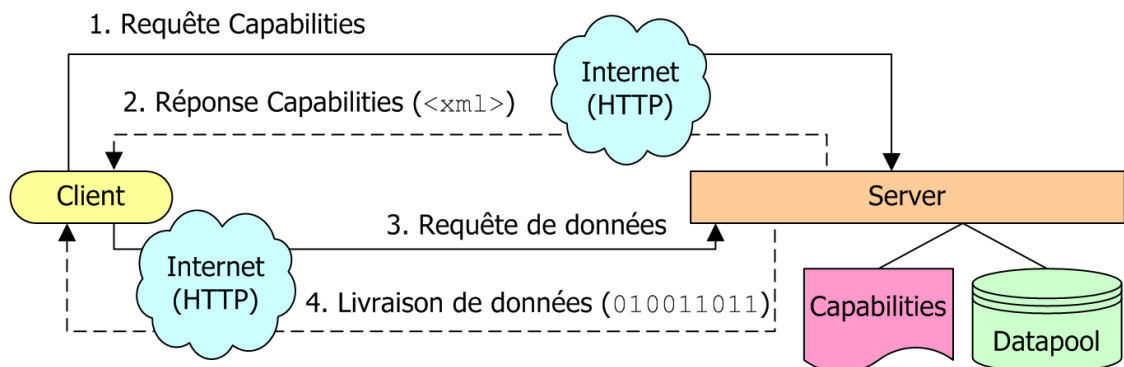 1. Requête Capabilities
Internet
(HTTP)
2. Réponse Capabilities (<xml>)
Client
Server
3. Requête de données
Internet
(HTTP)
4. Livraison de données (010011011)
Capabilities
Datapool